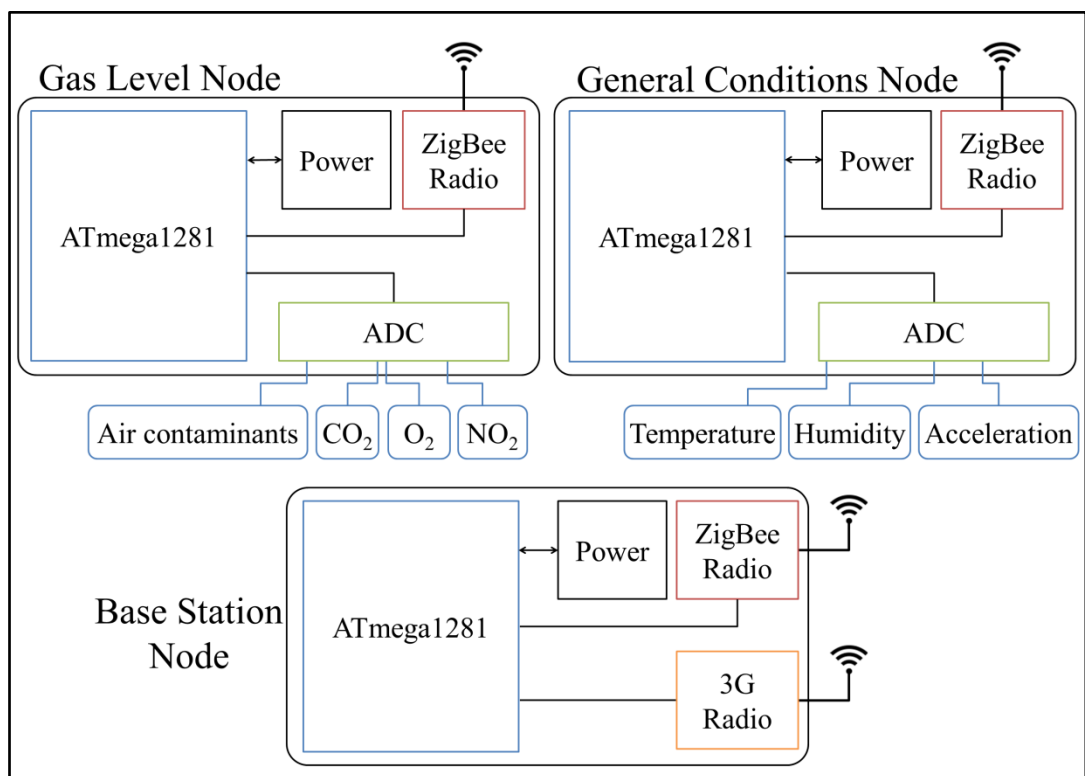 Gas Level Node
ATmega1281
Power
ZigBee
Radio
ADC
Air contaminants
CO₂
O₂
NO₂
General Conditions Node
ATmega1281
Power
ZigBee
Radio
ADC
Temperature
Humidity
Acceleration
Base Station
Node
ATmega1281
Power
ZigBee
Radio
3G
Radio